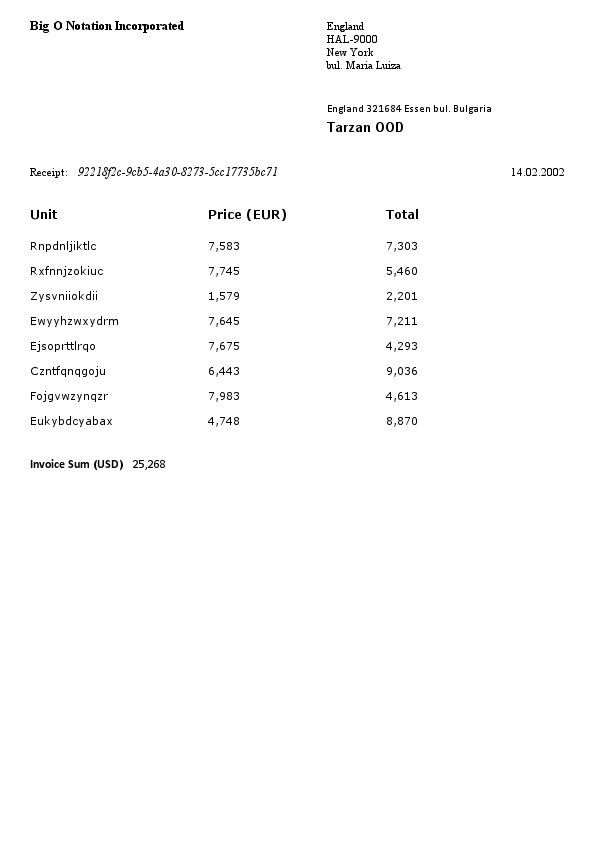 Big O Notation Incorporated
England
HAL-9000
New York
bul. Maria Luiza
England 321684 Essen bul. Bulgaria
Tarzan OOD
Receipt: 92218f2c-9cb5-4a30-8273-5cc17735bc71 14.02.2002
Unit Price (EUR) Total
Rnpdnljiktlc 7,583 7,303
Rxfnnjzokiuc 7,745 5,460
Zysvniiokdii 1,579 2,201
Ewyyhzwxydrm 7,645 7,211
Ejsoprttlrqo 7,675 4,293
Czntfqnqgoju 6,443 9,036
Fojgvwzynqzr 7,983 4,613
Eukybdcyabax 4,748 8,870
Invoice Sum (USD) 25,268